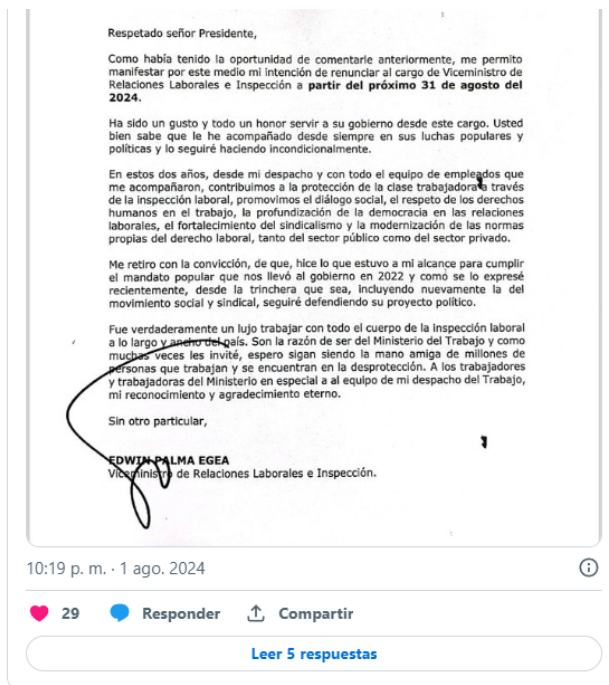 Respetado señor Presidente,
Como había tenido la oportunidad de comentarle anteriormente, me permito
manifestar por este medio mi intención de renunciar al cargo de Viceministro de
Relaciones Laborales e Inspección a partir del próximo 31 de agosto del
2024.
Ha sido un gusto y todo un honor servir a su gobierno desde este cargo. Usted
bien sabe que le he acompañado desde siempre en sus luchas populares y
políticas y lo seguiré haciendo incondicionalmente.
En estos dos años, desde mi despacho y con todo el equipo de empleados que
me acompañaron, contribuimos a la protección de la clase trabajadora a través
de la inspección laboral, promovimos el diálogo social, el respeto de los derechos
humanos en el trabajo, la profundización de la democracia en las relaciones
laborales, el fortalecimiento del sindicalismo y la modernización de las normas
propias del derecho laboral, tanto del sector público como del sector privado.
Me retiro con la convicción, de que, hice lo que estuvo a mi alcance para cumplir
el mandato popular que nos llevó al gobierno en 2022 y como se lo expresé
recientemente, desde la trinchera que sea, incluyendo nuevamente la del
movimiento social y sindical, seguiré defendiendo su proyecto político.
Fue verdaderamente un lujo trabajar con todo el cuerpo de la inspección laboral
a lo largo y ancho del país. Son la razón de ser del Ministerio del Trabajo y como
muchas veces les invité, espero sigan siendo la mano amiga de millones de
personas que trabajan y se encuentran en la desprotección. A los trabajadores
y trabajadoras del Ministerio en especial a al equipo de mi despacho del Trabajo,
mi reconocimiento y agradecimiento eterno.
Sin otro particular,
EDWIN PALMA EGEA
Viceministro de Relaciones Laborales e Inspección.
10:19 p. m. · 1 ago. 2024
29 Responder Compartir
Leer 5 respuestas